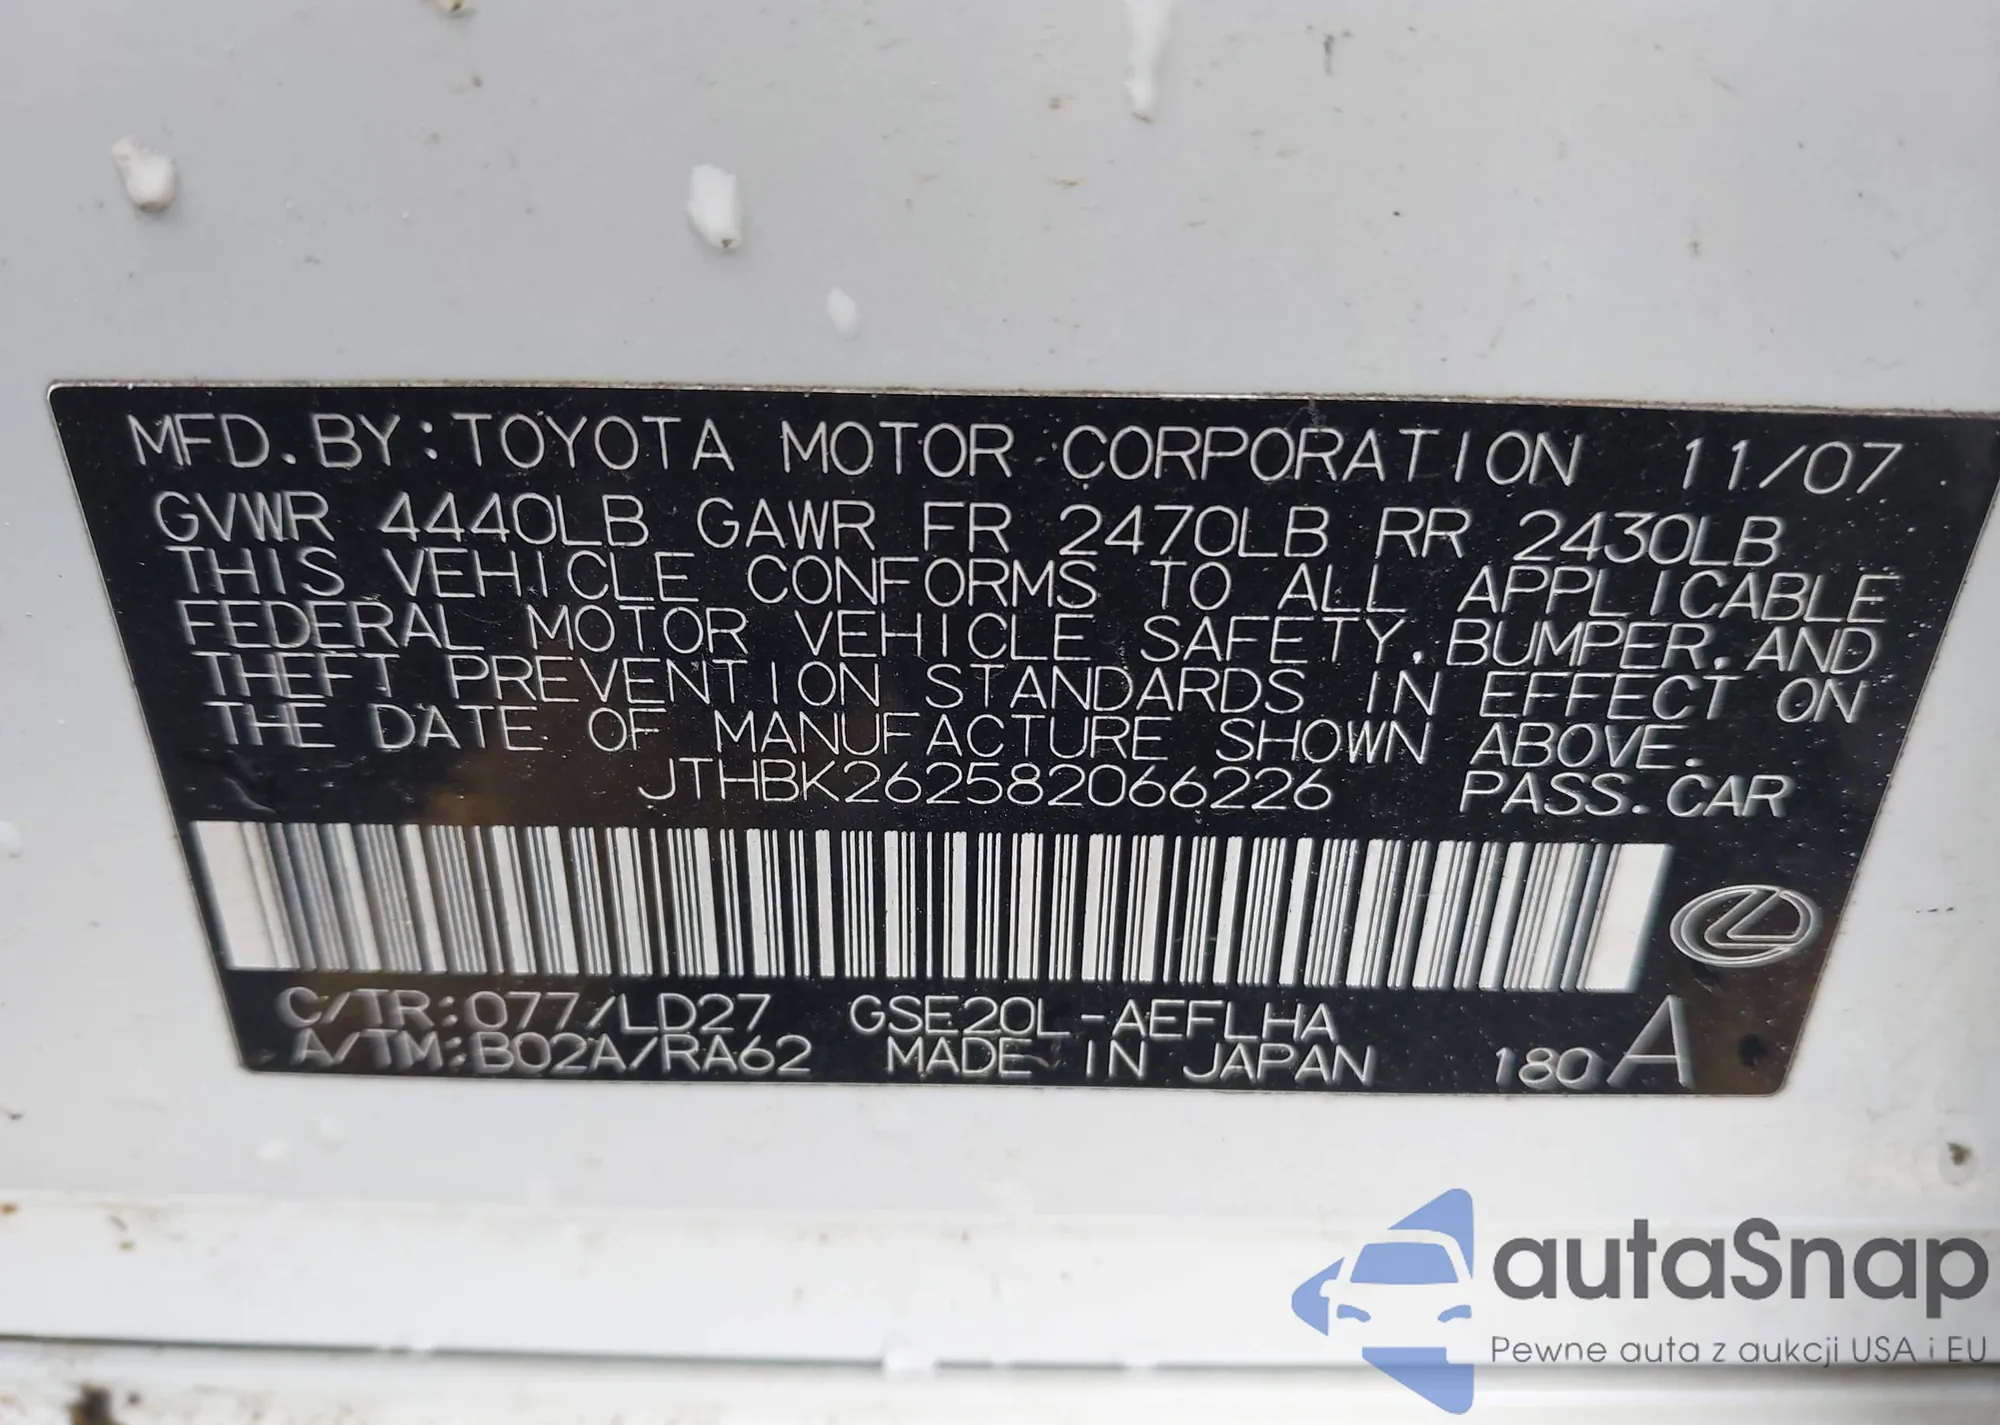 MFD. BY: TOYOTA MOTOR CORPORATION 11/07
GVWR 4440LB GAWR FR 2470LB RR 2430LB
THIS VEHICLE CONFORMS TO ALL APPLICABLE
FEDERAL MOTOR VEHICLE SAFETY, BUMPER, AND
THEFT PREVENTION STANDARDS IN EFFECT ON
THE DATE OF MANUFACTURE SHOWN ABOVE.
JTHBK262582066226 PASS. CAR
C/TR: 077/LD27 GSE20L-AEFLHA
A/TM: B02A/RA62 MADE IN JAPAN 180 A
autaSnap
Pewne auta z aukcji USA i EU